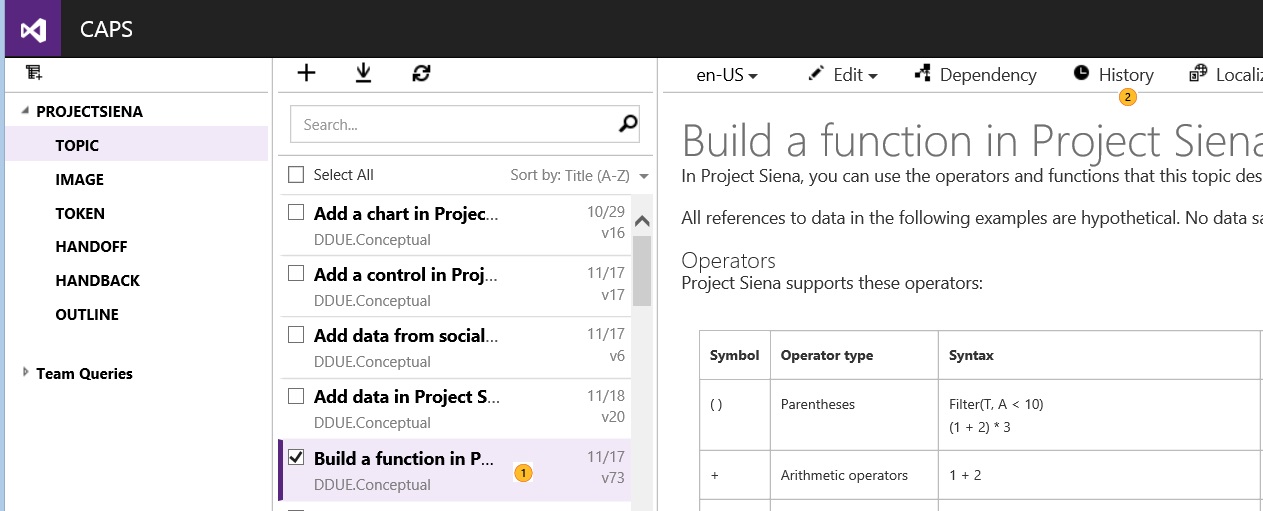 CAPS
PROJECTSIENA
TOPIC
IMAGE
TOKEN
HANDOFF
HANDBACK
OUTLINE
Team Queries
Search...
Select All
Sort by: Title (A-Z)
Add a chart in Projec...
10/29
DDUE.Conceptual
v16
Add a control in Proj...
11/17
DDUE.Conceptual
v17
Add data from social...
11/17
DDUE.Conceptual
v6
Add data in Project S...
11/18
DDUE.Conceptual
v20
Build a function in P...
11/17
DDUE.Conceptual
v73
1
en-US
Edit
Dependency
History
Localiz
2
Build a function in Project Siena
In Project Siena, you can use the operators and functions that this topic des
All references to data in the following examples are hypothetical. No data sa
Operators
Project Siena supports these operators:
Symbol Operator type Syntax
( ) Parentheses Filter(T, A < 10)
(1 + 2) * 3
+ Arithmetic operators 1 + 2